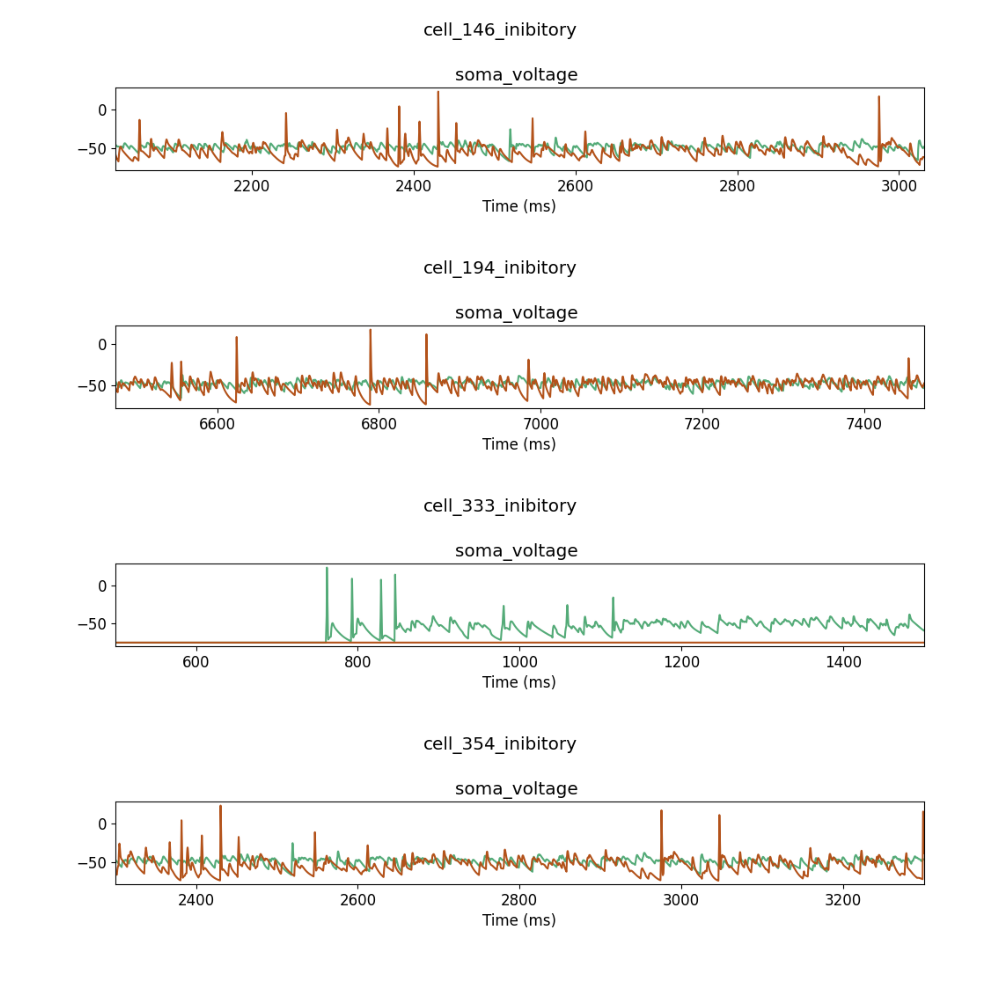 cell_146_inibitory
soma_voltage
0
−50
2200 2400 2600 2800 3000
Time (ms)
cell_194_inibitory
soma_voltage
0
−50
6600 6800 7000 7200 7400
Time (ms)
cell_333_inibitory
soma_voltage
0
−50
600 800 1000 1200 1400
Time (ms)
cell_354_inibitory
soma_voltage
0
−50
2400 2600 2800 3000 3200
Time (ms)